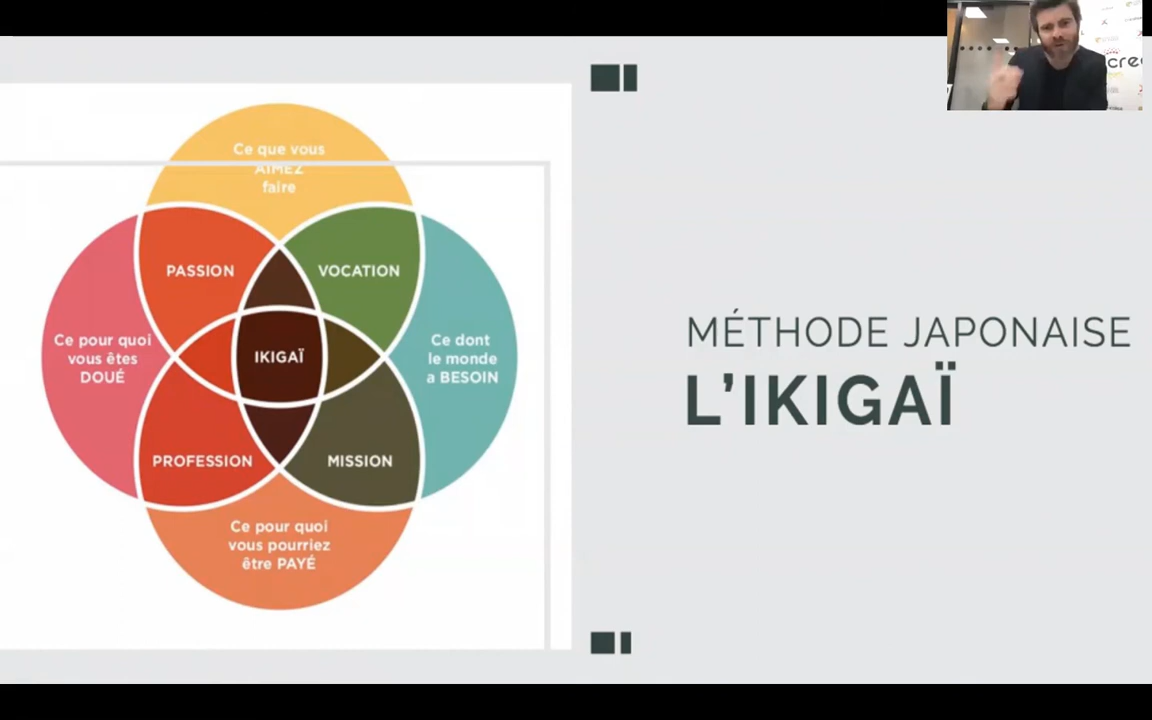 Ce que vous
AIMEZ
faire
PASSION
VOCATION
Ce pour quoi
vous êtes
DOUÉ
IKIGAÏ
Ce dont
le monde
a BESOIN
PROFESSION
MISSION
Ce pour quoi
vous pourriez
être PAYÉ
MÉTHODE JAPONAISE
L'IKIGAÏ